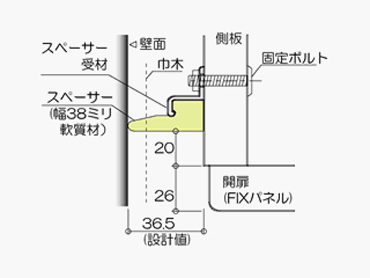 スペーサー
受材
◁ 壁面
巾木
側板
固定ボルト
スペーサー
(幅38ミリ
軟質材)
20
26
開扉
(FIXパネル)
36.5
(設計値)